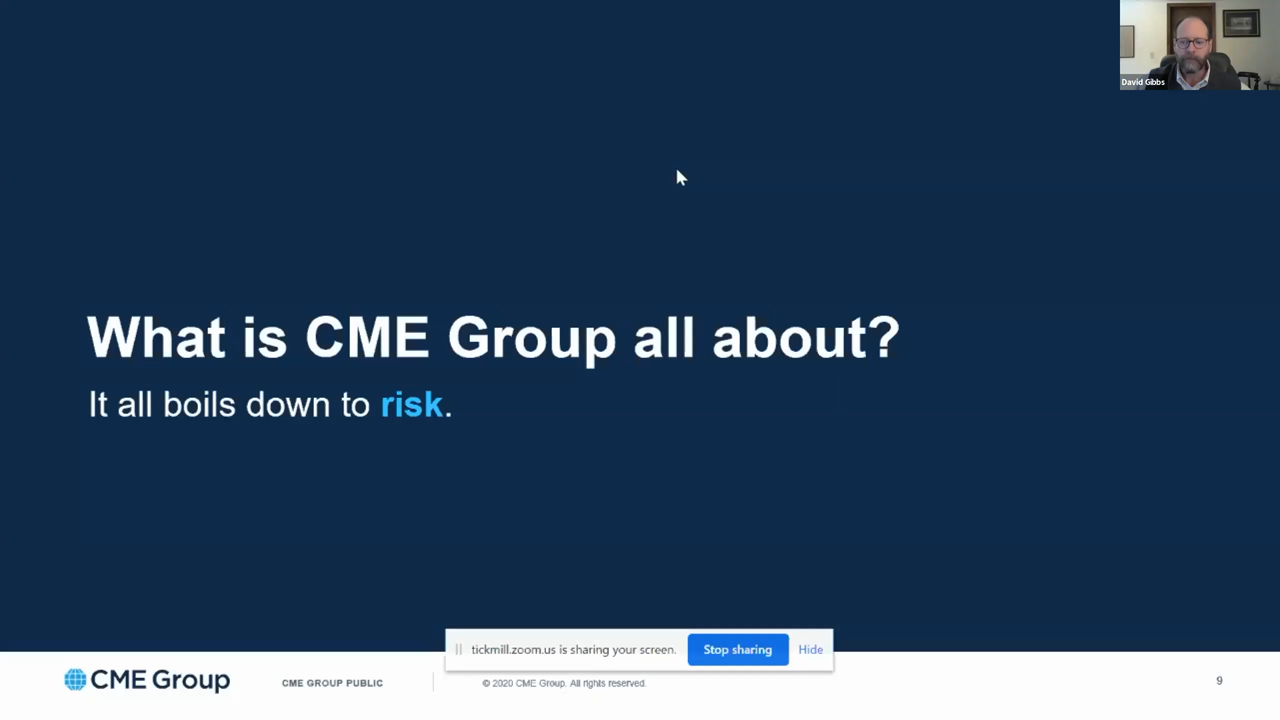 David Gibbs
What is CME Group all about?
It all boils down to risk.
tickmill.zoom.us is sharing your screen.
Stop sharing
Hide
CME Group
CME GROUP PUBLIC
© 2020 CME Group. All rights reserved.
9